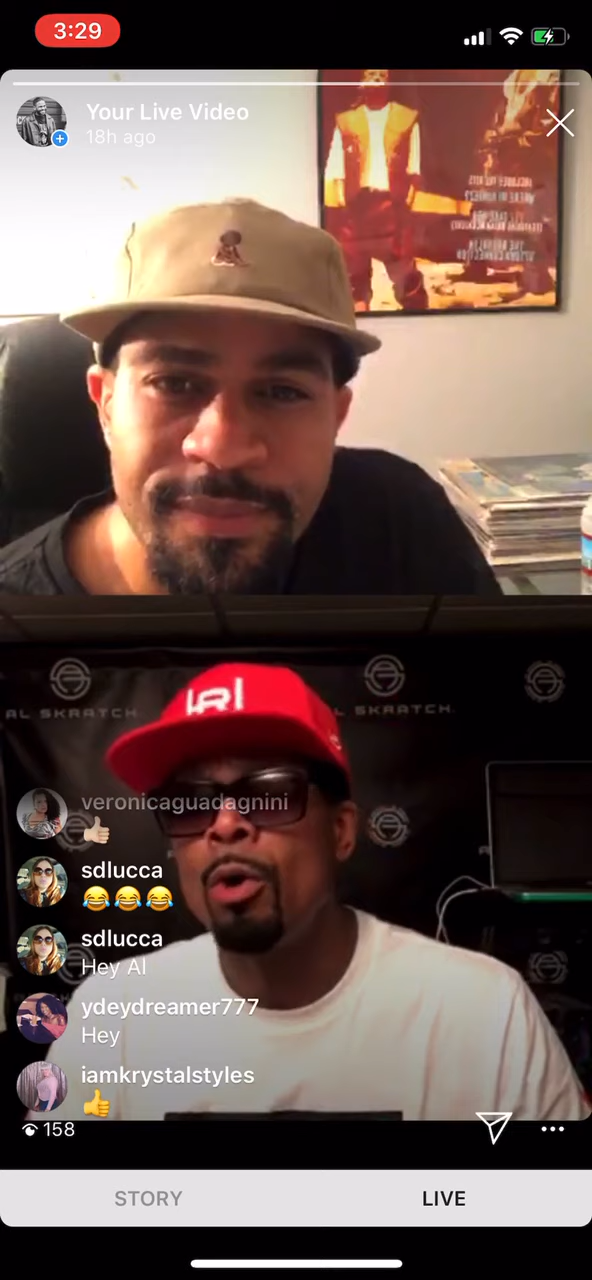 3:29
Your Live Video
18h ago
AL SKRATCH
L SKRATCH
veronicaguadagnini
👍🏻
sdlucca
😂😂😂
sdlucca
Hey Al
ydeydreamer777
Hey
iamkrystalstyles
👍
158
STORY
LIVE